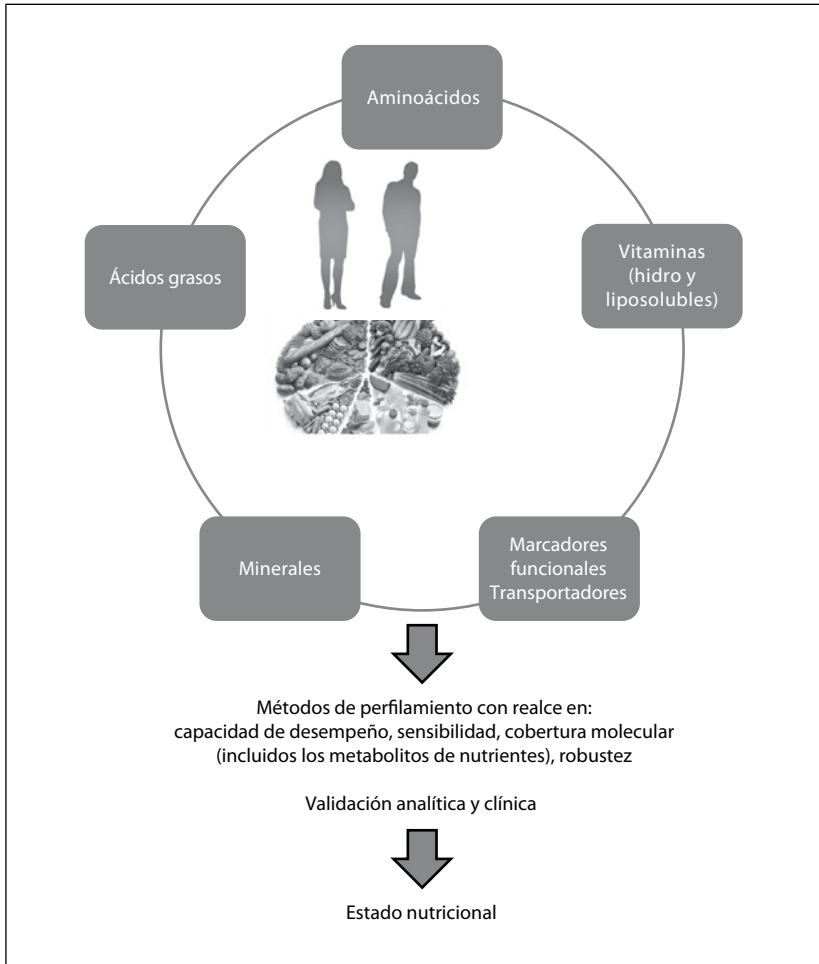 Aminoácidos
Ácidos grasos
Vitaminas
(hidro y
liposolubles)
Minerales
Marcadores
funcionales
Transportadores
Métodos de perfilamiento con realce en:
capacidad de desempeño, sensibilidad, cobertura molecular
(incluidos los metabolitos de nutrientes), robustez
Validación analítica y clínica
Estado nutricional